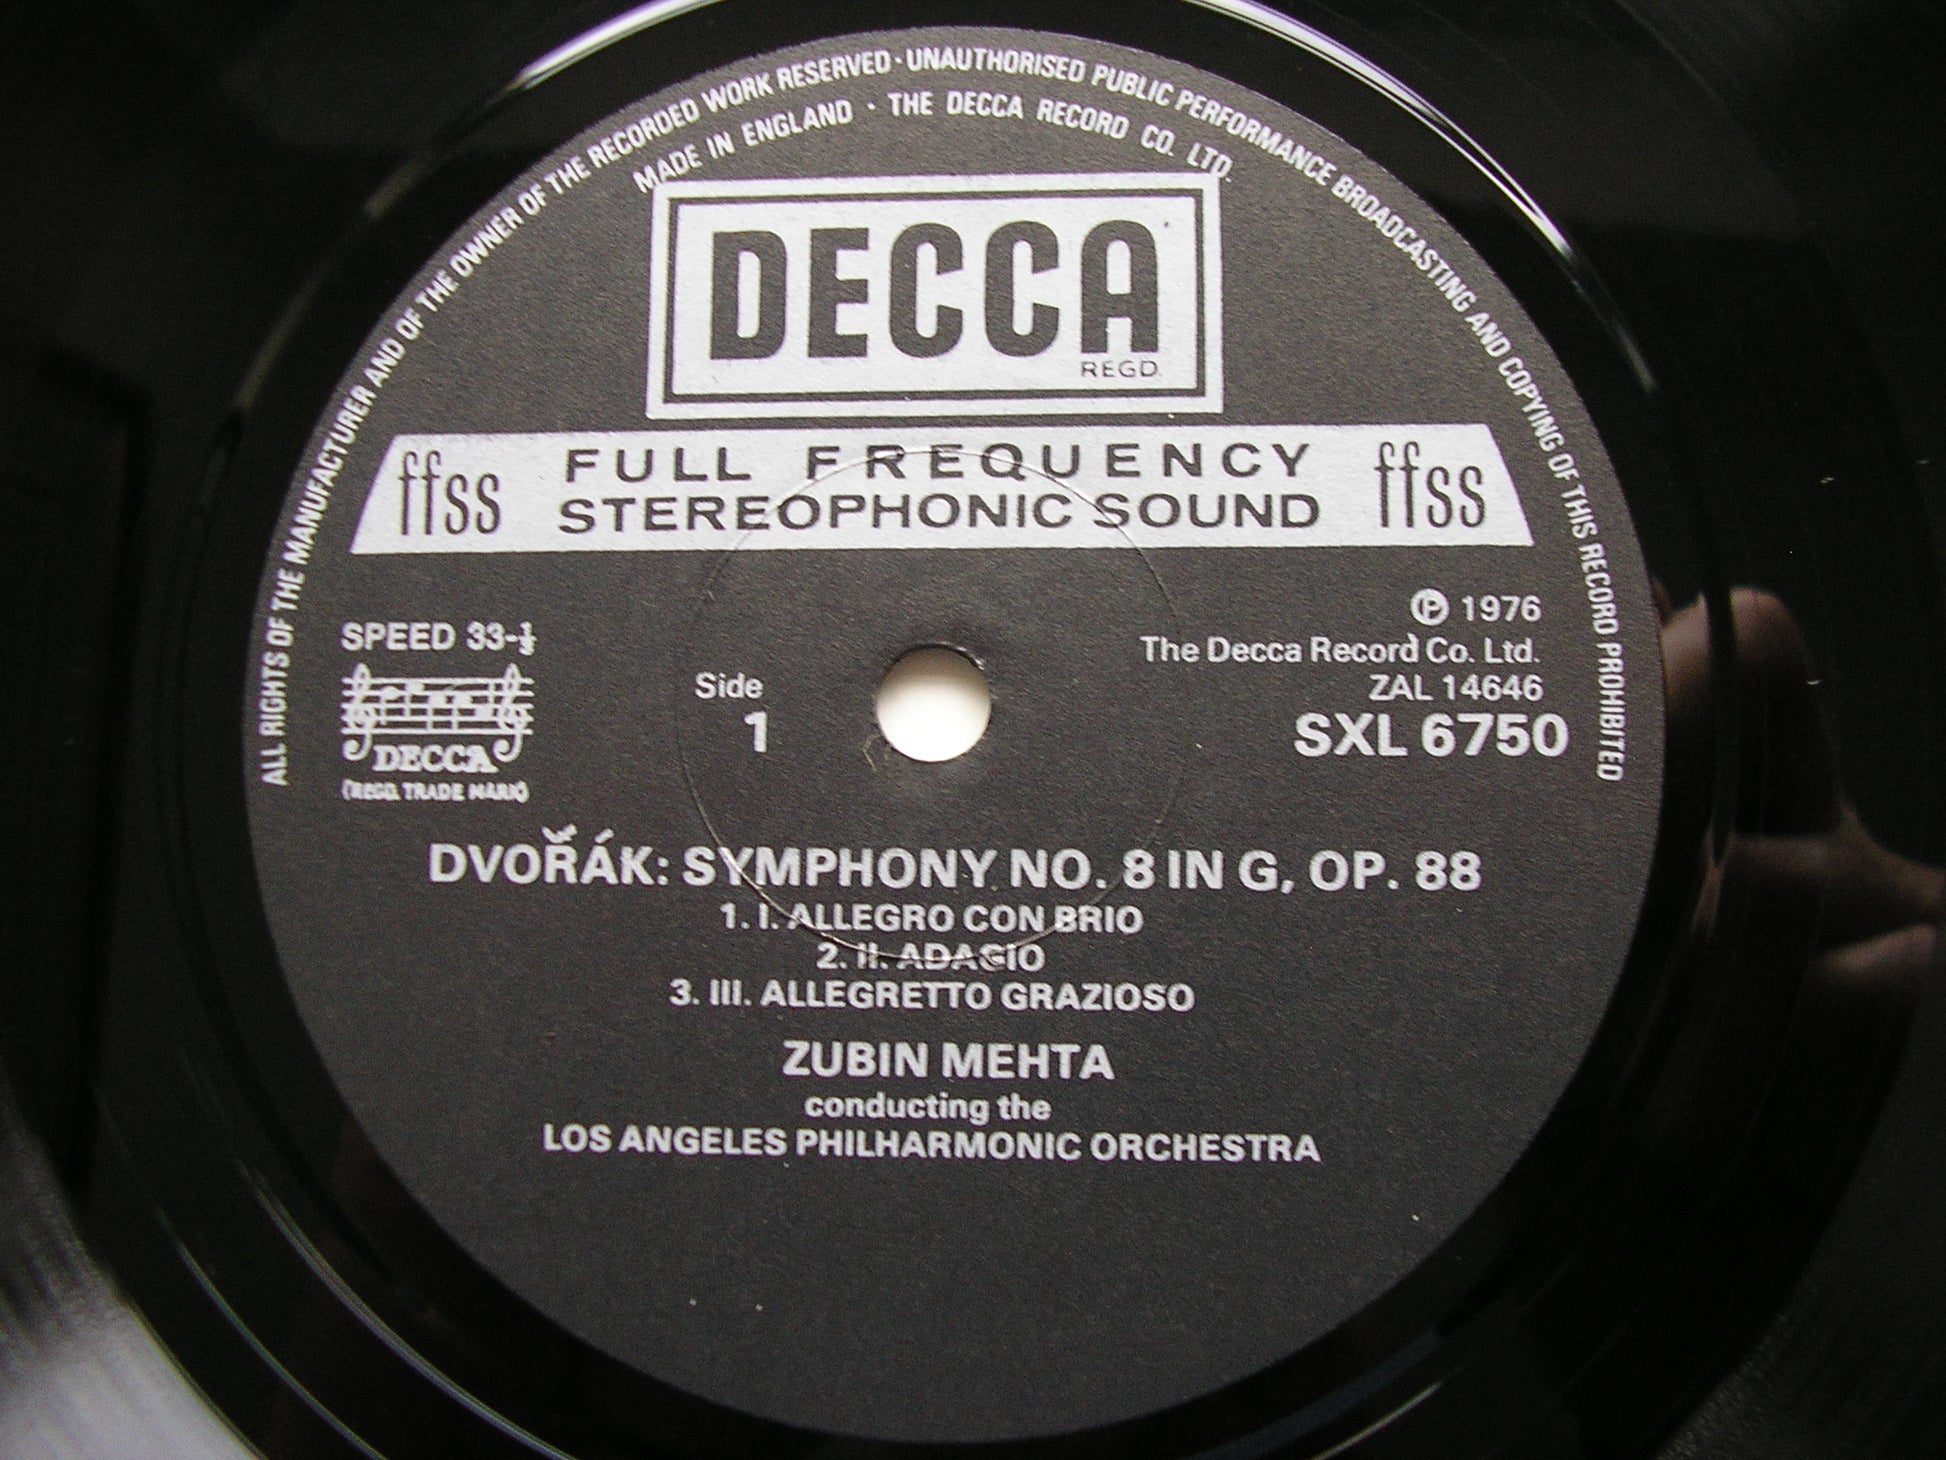 ALL RIGHTS OF THE MANUFACTURER AND OF THE OWNER OF THE RECORDED WORK RESERVED · UNAUTHORISED PUBLIC PERFORMANCE BROADCASTING AND COPYING OF THIS RECORD PROHIBITED
MADE IN ENGLAND · THE DECCA RECORD CO. LTD.
DECCA
REGD.
ffss FULL FREQUENCY STEREOPHONIC SOUND ffss
SPEED 33-⅓
DECCA
(REGD. TRADE MARK)
Side
1
℗ 1976
The Decca Record Co. Ltd.
ZAL 14646
SXL 6750
DVOŘÁK: SYMPHONY NO. 8 IN G, OP. 88
1. I. ALLEGRO CON BRIO
2. II. ADAGIO
3. III. ALLEGRETTO GRAZIOSO
ZUBIN MEHTA
conducting the
LOS ANGELES PHILHARMONIC ORCHESTRA